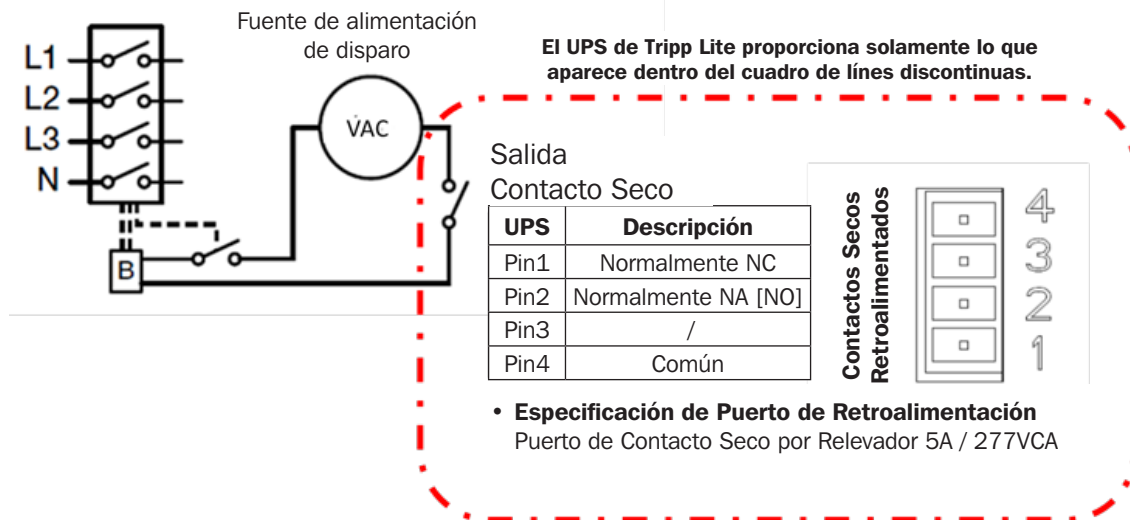 Fuente de alimentación
de disparo
El UPS de Tripp Lite proporciona solamente lo que
aparece dentro del cuadro de línes discontinuas.
L1
L2
L3
N
VAC
B
Salida
Contacto Seco
UPS Descripción
Pin1 Normalmente NC
Pin2 Normalmente NA [NO]
Pin3 /
Pin4 Común
Contactos Secos
Retroalimentados
4
3
2
1
• Especificación de Puerto de Retroalimentación
Puerto de Contacto Seco por Relevador 5A / 277VCA